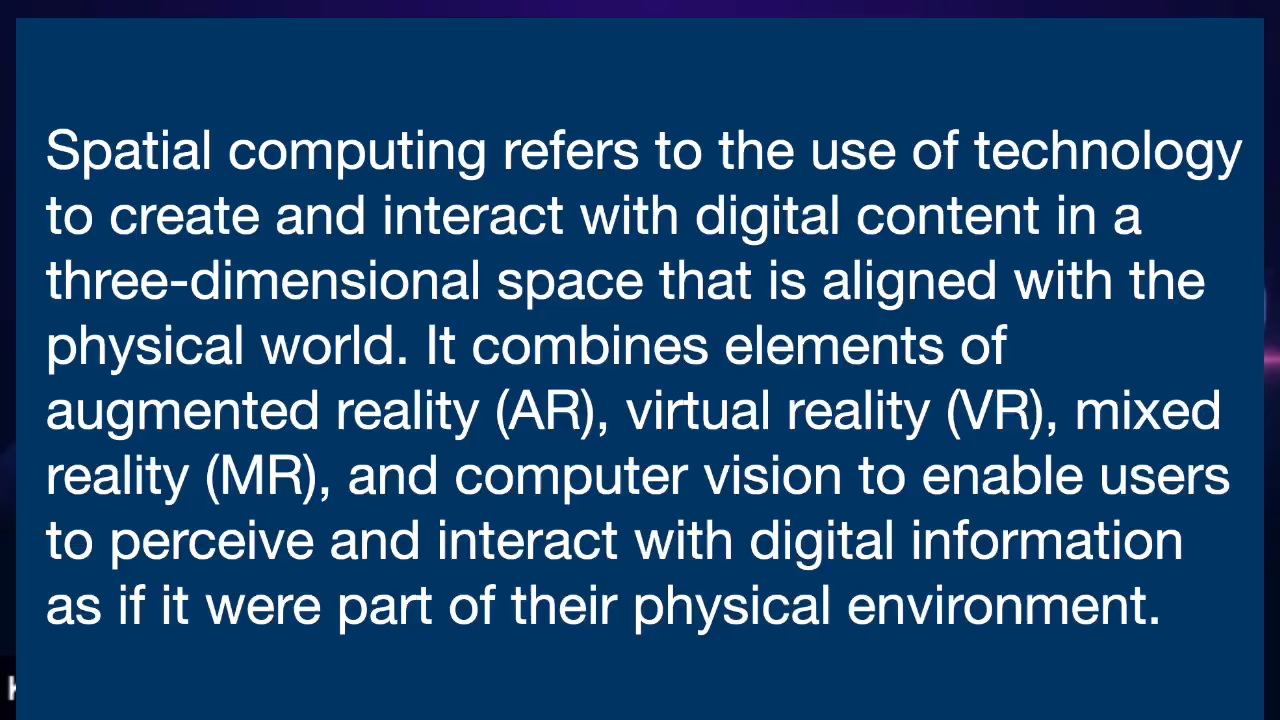 Spatial computing refers to the use of technology
to create and interact with digital content in a
three-dimensional space that is aligned with the
physical world. It combines elements of
augmented reality (AR), virtual reality (VR), mixed
reality (MR), and computer vision to enable users
to perceive and interact with digital information
as if it were part of their physical environment.